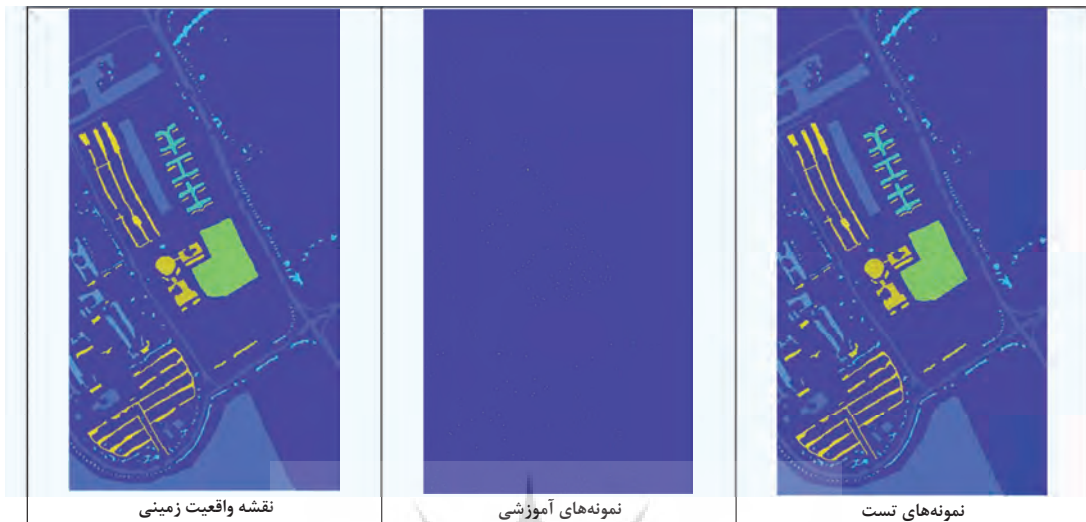 نمونه‌های تست
نمونه‌های آموزشی
نقشه واقعیت زمینی